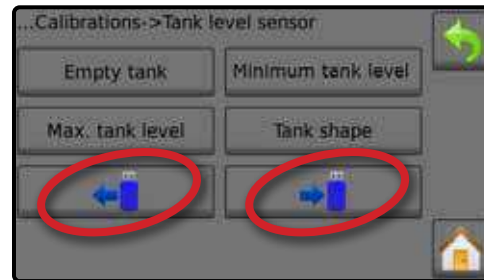 ...Calibrations->Tank level sensor
Empty tank
Minimum tank level
Max. tank level
Tank shape